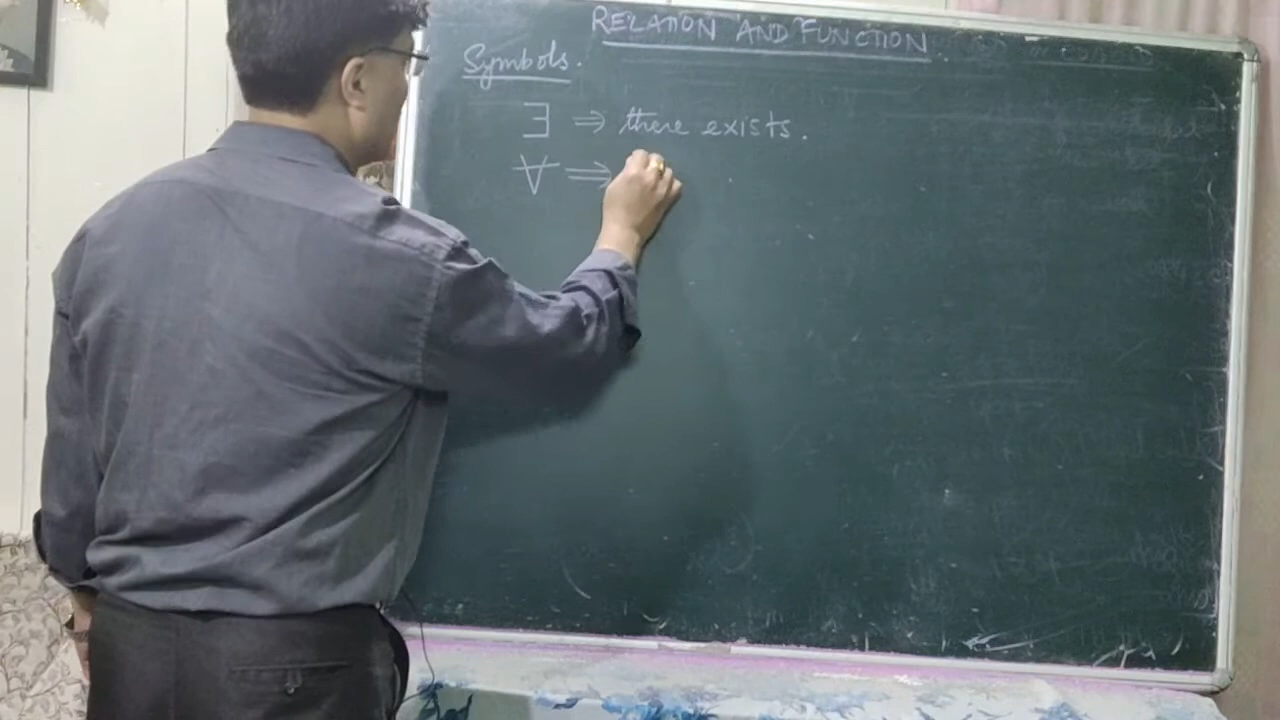 RELATION AND FUNCTION.
Symbols.
∃ ⇒ there exists.
∀ ⇒